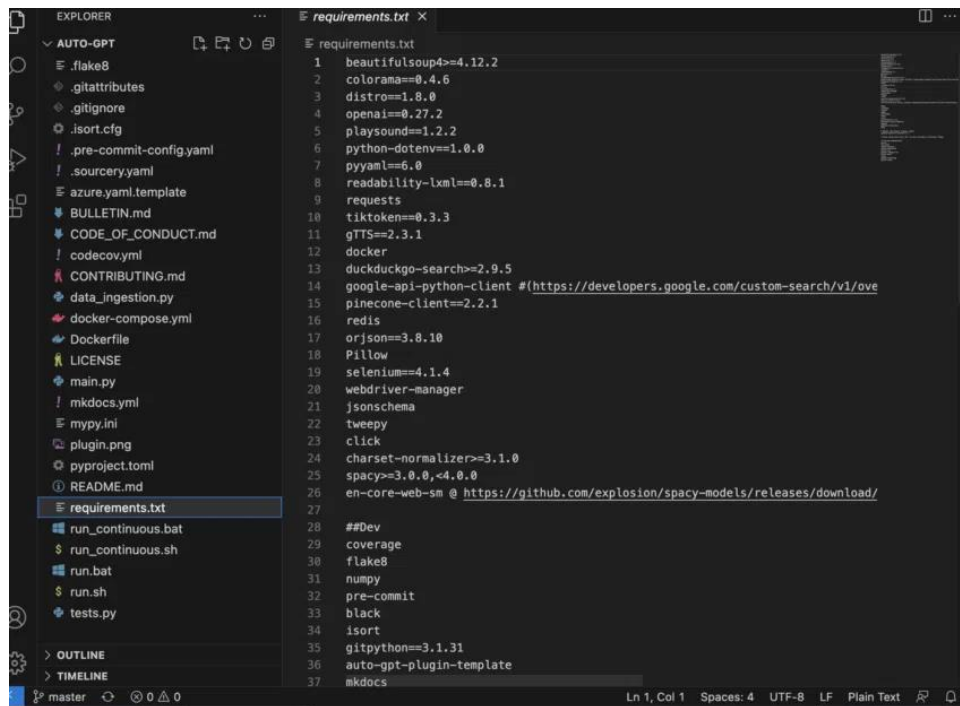 EXPLORER
AUTO-GPT
.flake8
.gitattributes
.gitignore
.isort.cfg
! .pre-commit-config.yaml
! .sourcery.yaml
azure.yaml.template
BULLETIN.md
CODE_OF_CONDUCT.md
! codecov.yml
CONTRIBUTING.md
data_ingestion.py
docker-compose.yml
Dockerfile
LICENSE
main.py
! mkdocs.yml
mypy.ini
plugin.png
pyproject.toml
README.md
requirements.txt
run_continuous.bat
$ run_continuous.sh
run.bat
$ run.sh
tests.py
OUTLINE
TIMELINE
requirements.txt
requirements.txt
1 beautifulsoup4>=4.12.2
2 colorama==0.4.6
3 distro==1.8.0
4 openai==0.27.2
5 playsound==1.2.2
6 python-dotenv==1.0.0
7 pyyaml==6.0
8 readability-lxml==0.8.1
9 requests
10 tiktoken==0.3.3
11 gTTS==2.3.1
12 docker
13 duckduckgo-search>=2.9.5
14 google-api-python-client #(https://developers.google.com/custom-search/v1/ove
15 pinecone-client==2.2.1
16 redis
17 orjson==3.8.10
18 Pillow
19 selenium==4.1.4
20 webdriver-manager
21 jsonschema
22 tweepy
23 click
24 charset-normalizer>=3.1.0
25 spacy>=3.0.0,<4.0.0
26 en-core-web-sm @ https://github.com/explosion/spacy-models/releases/download/
27
28 ##Dev
29 coverage
30 flake8
31 numpy
32 pre-commit
33 black
34 isort
35 gitpython==3.1.31
36 auto-gpt-plugin-template
37 mkdocs
master 0 0 Ln 1, Col 1 Spaces: 4 UTF-8 LF Plain Text